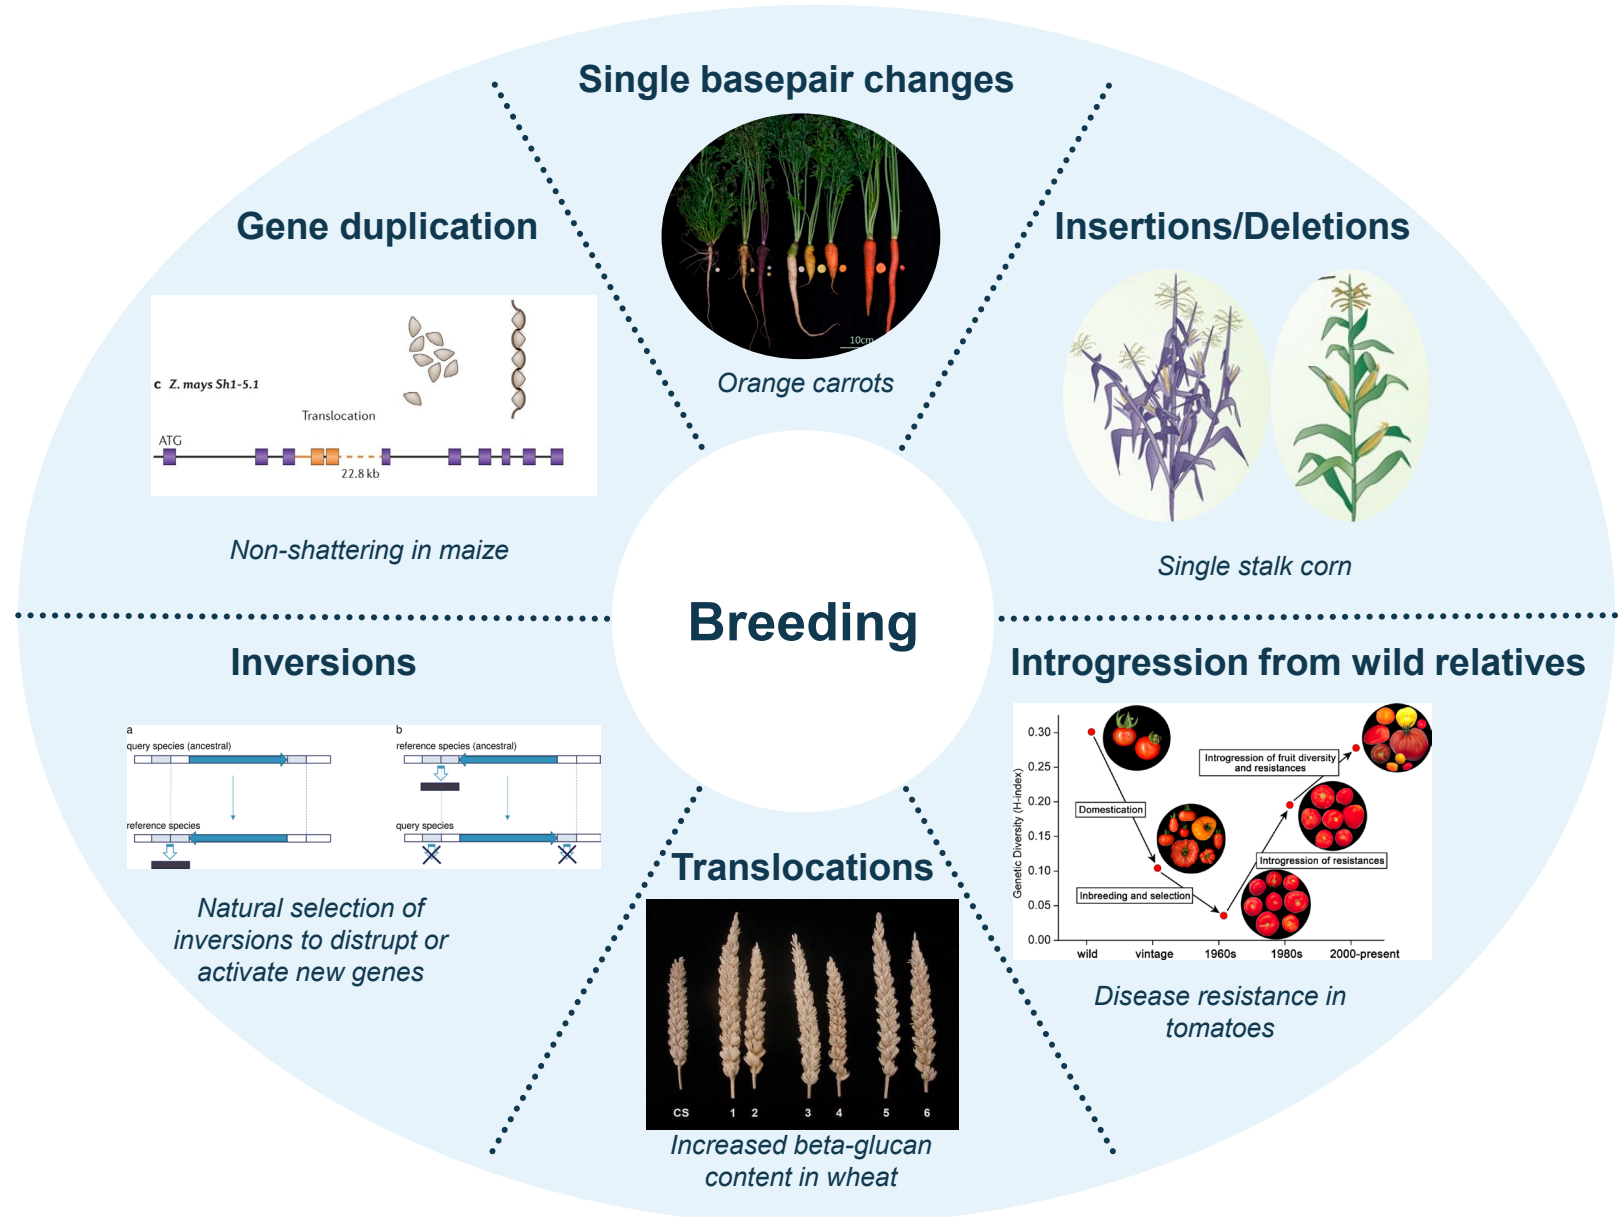 Single basepair changes
10cm
Orange carrots
Gene duplication
c Z. mays Sh1-5.1
Translocation
ATG
22.8 kb
Non-shattering in maize
Insertions/Deletions
Single stalk corn
Breeding
Inversions
a
query species (ancestral)
reference species
b
reference species (ancestral)
query species
Natural selection of
inversions to distrupt or
activate new genes
Translocations
CS 1 2 3 4 5 6
Increased beta-glucan
content in wheat
Introgression from wild relatives
Genetic Diversity (H-index)
0.30
0.25
0.20
0.15
0.10
0.05
0.00
Domestication
Inbreeding and selection
Introgression of fruit diversity
and resistances
Introgression of resistances
wild vintage 1960s 1980s 2000-present
Disease resistance in
tomatoes